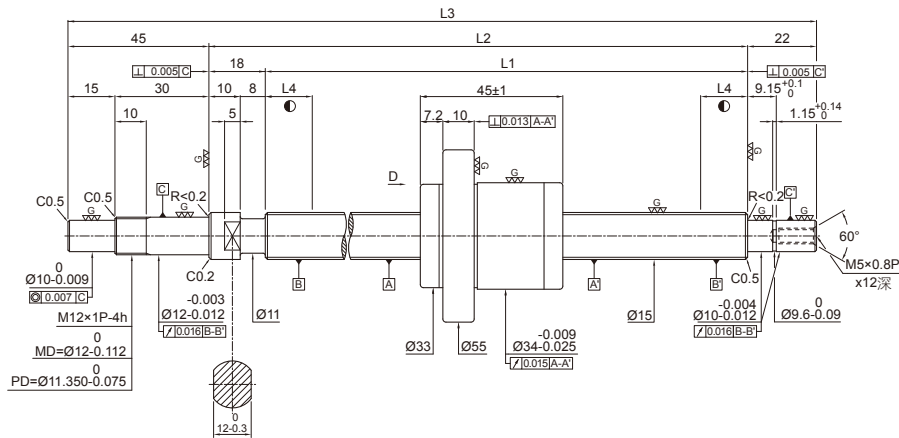 L3
45 L2 22
⊥ 0.005 C 18 L1 ⊥ 0.005 C'
15 30 10 8 L4 45±1 L4 9.15 +0.1 0
10 5 7.2 10 ⊥ 0.013 A-A' 1.15 +0.14 0
G G
C0.5 C0.5 G C G R<0.2 D G G G R<0.2 G C' G
60°
C0.2 C0.5
M5×0.8P
x12深
B A A' B'
0
Ø10-0.009
◎ 0.007 C
-0.003
Ø12-0.012
↗ 0.016 B-B'
Ø11
Ø15
-0.004
Ø10-0.012
↗ 0.016 B-B'
0
Ø9.6-0.09
M12×1P-4h
0
MD=Ø12-0.112
0
PD=Ø11.350-0.075
Ø33
Ø55
-0.009
Ø34-0.025
↗ 0.015 A-A'
0
12-0.3